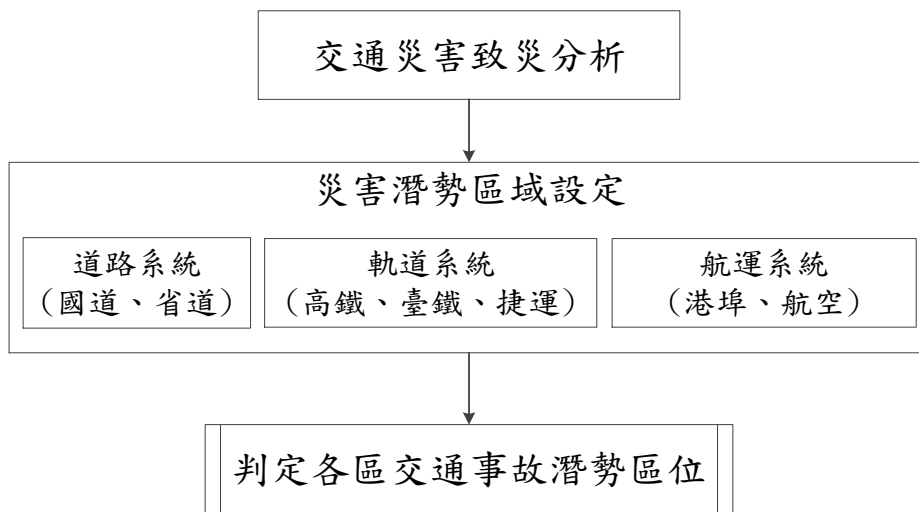 交通災害致災分析
災害潛勢區域設定
道路系統
（國道、省道）
軌道系統
（高鐵、臺鐵、捷運）
航運系統
（港埠、航空）
判定各區交通事故潛勢區位